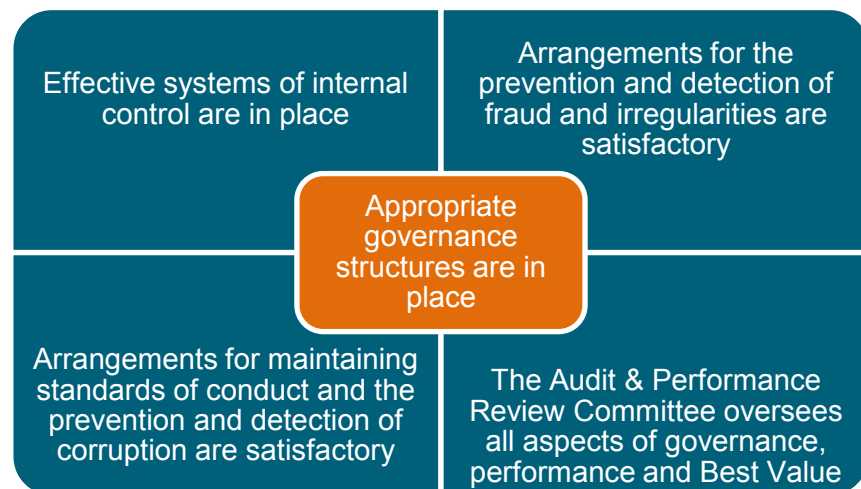 Effective systems of internal
control are in place
Arrangements for the
prevention and detection of
fraud and irregularities are
satisfactory
Appropriate
governance
structures are in
place
Arrangements for maintaining
standards of conduct and the
prevention and detection of
corruption are satisfactory
The Audit & Performance
Review Committee oversees
all aspects of governance,
performance and Best Value